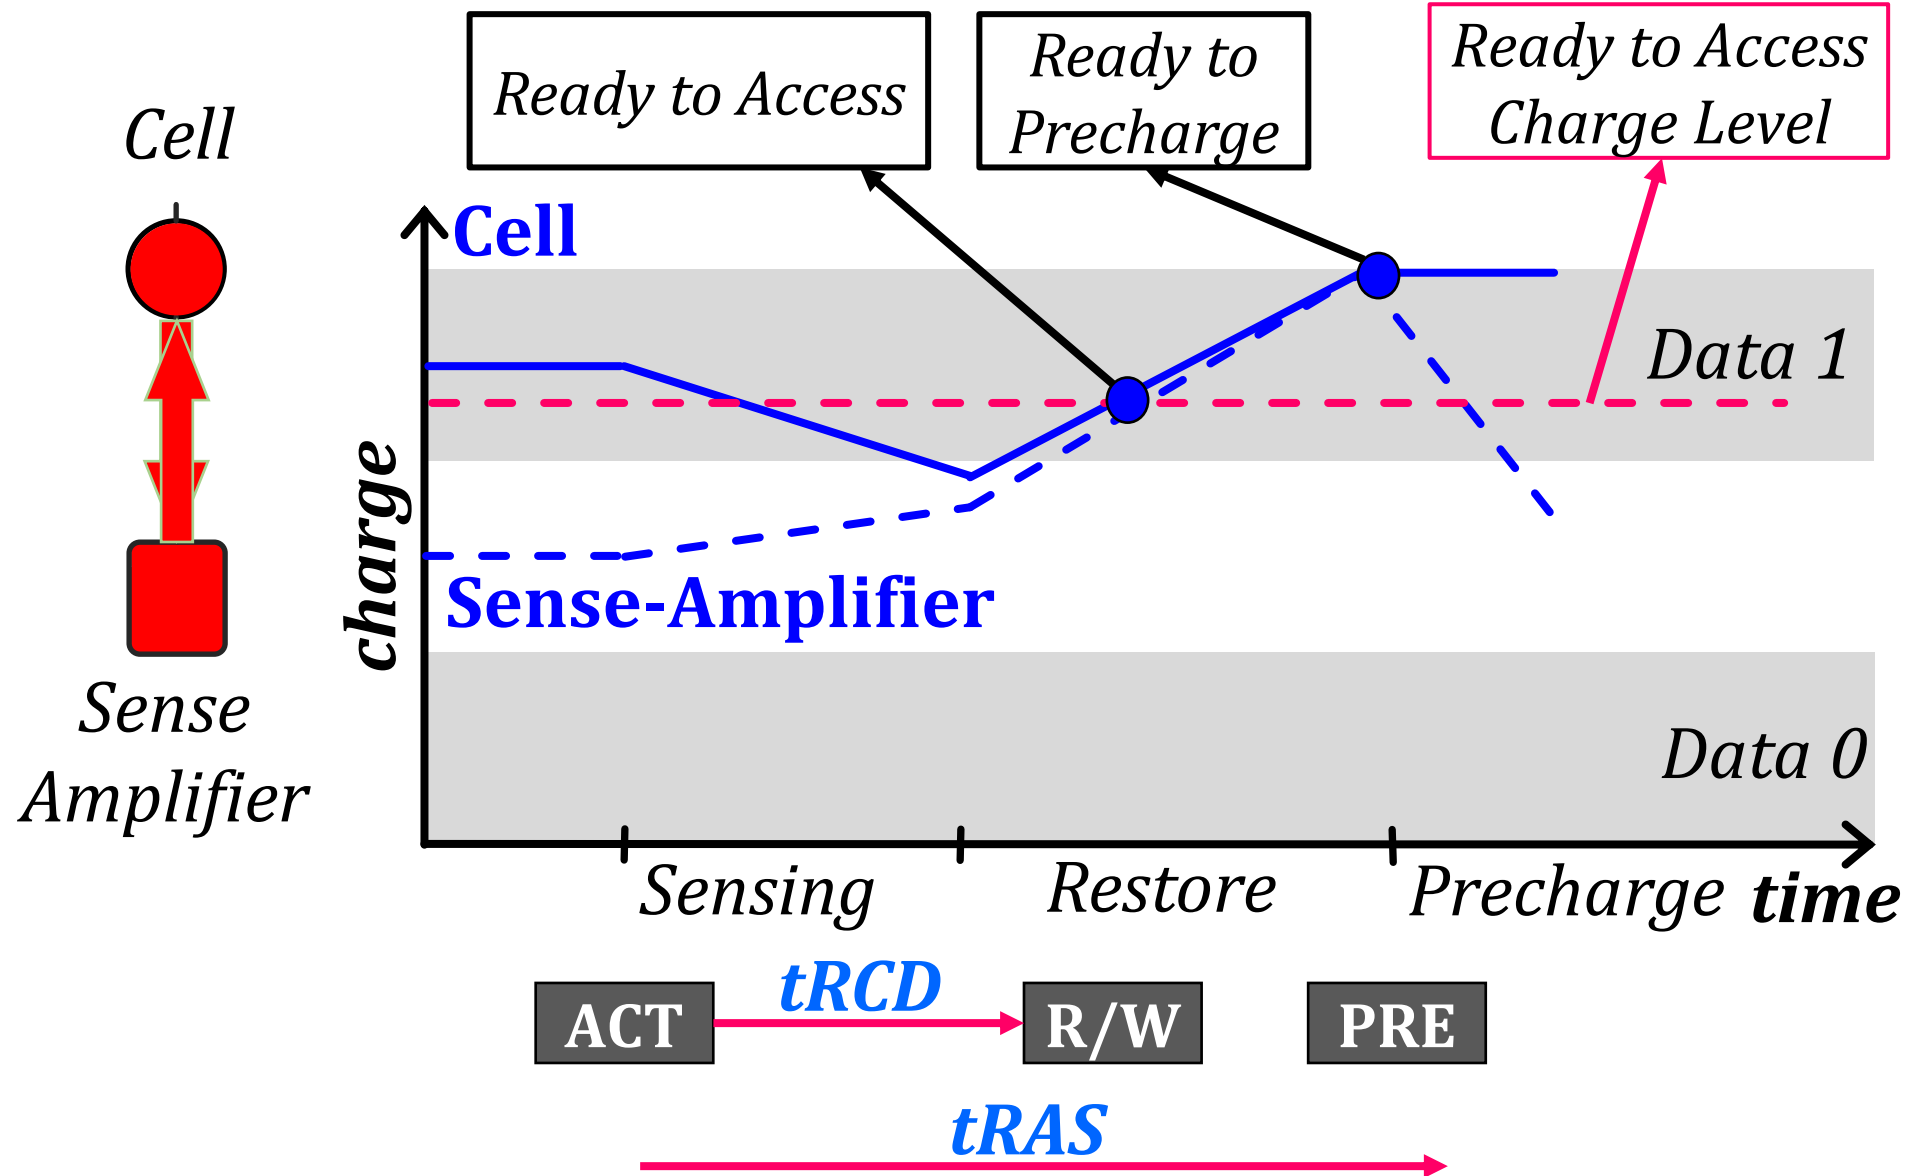 Ready to Access
Ready to
Precharge
Ready to Access
Charge Level
Cell
Cell
Data 1
charge
Sense-Amplifier
Sense
Amplifier
Data 0
Sensing
Restore
Precharge
time
tRCD
ACT
R/W
PRE
tRAS